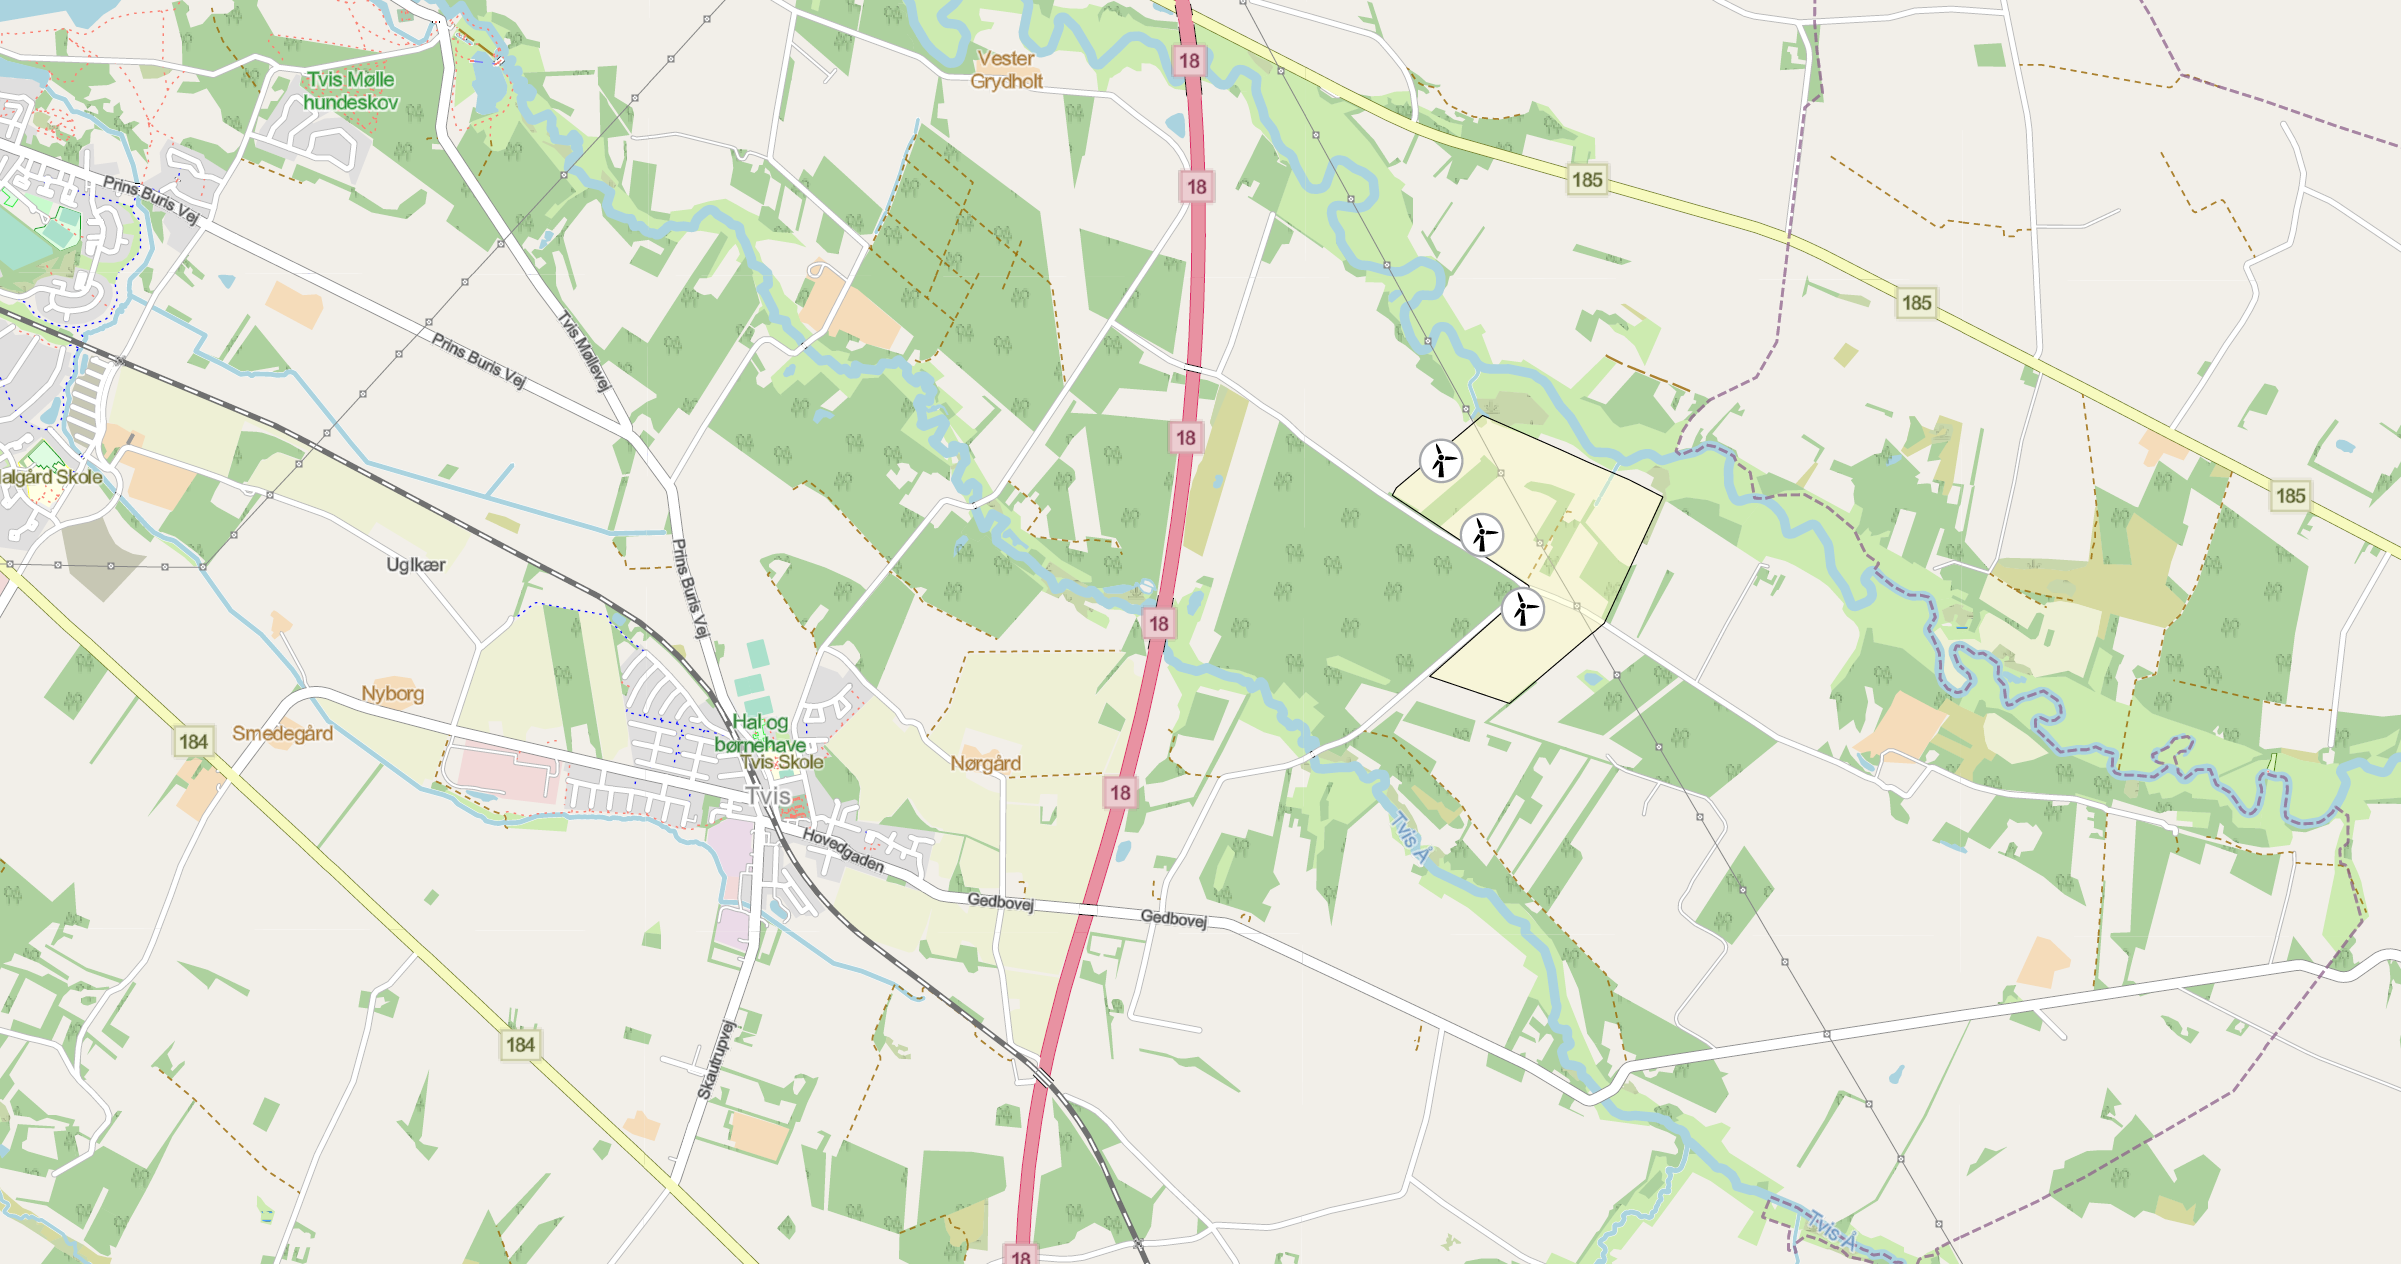 Vester
Grydholt
18
Tvis Mølle
hundeskov
185
18
Prins Buris Vej
185
Tvis Møllevej
Prins Buris Vej
18
185
algård Skole
Uglkær
Prins Buris Vej
18
Nyborg
Smedegård
184
Hal og
børnehave
Tvis Skole
Nørgård
Tvis
18
Hovedgaden
Tvis Å
Gedbovej
Gedbovej
184
Skautrupvej
Tvis Å
18